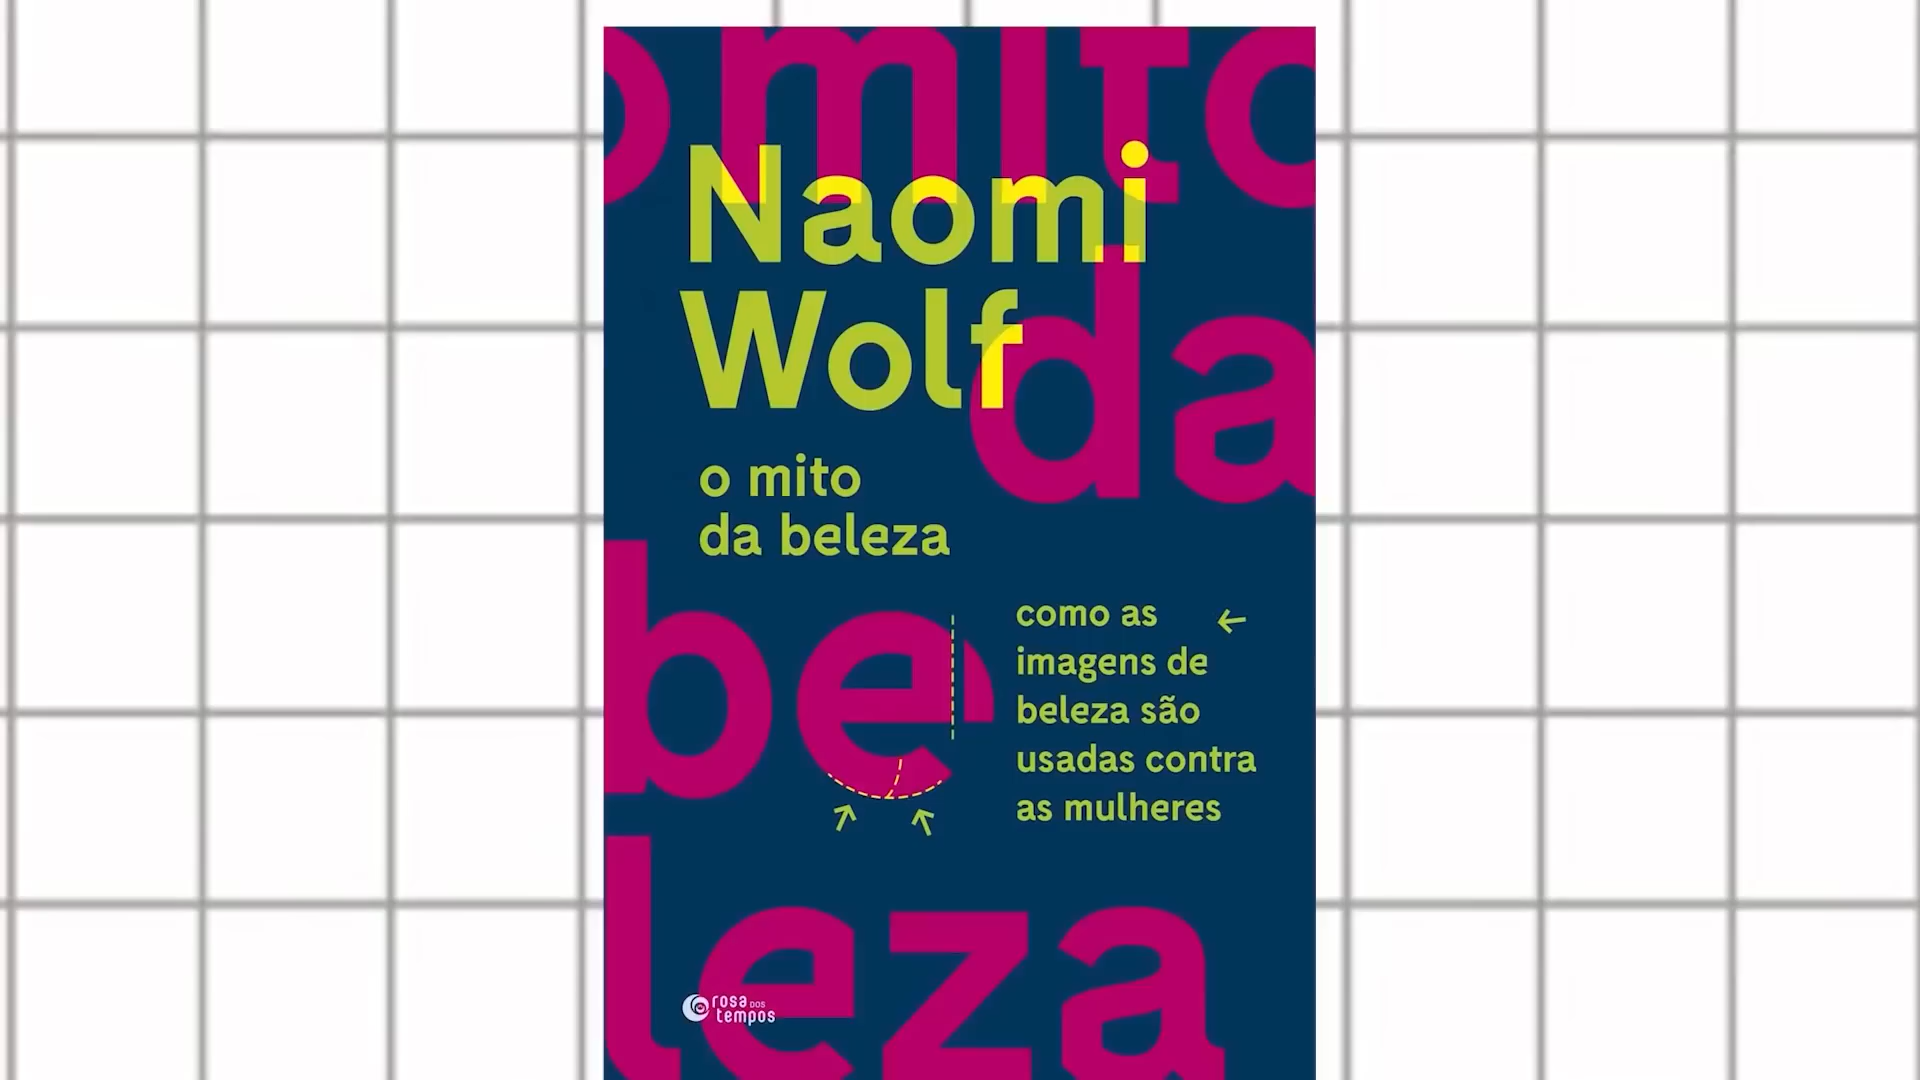 o mito
Naomi
Wolf
da
o mito
da beleza
be
como as
imagens de
beleza são
usadas contra
as mulheres
leza
rosa dos
tempos